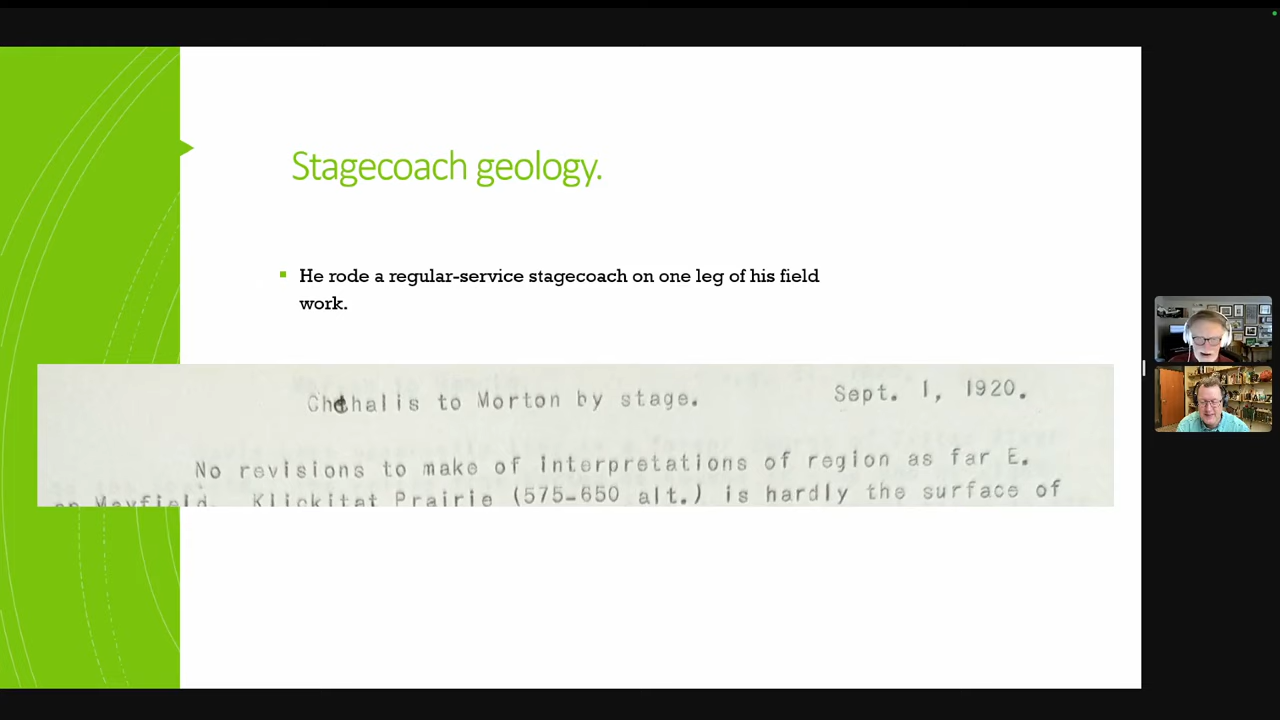 Stagecoach geology.
He rode a regular-service stagecoach on one leg of his field
work.
Chehalis to Morton by stage. Sept. 1, 1920.
No revisions to make of interpretations of region as far E.
Mayfield. Klickitat Prairie (575-650 alt.) is hardly the surface of